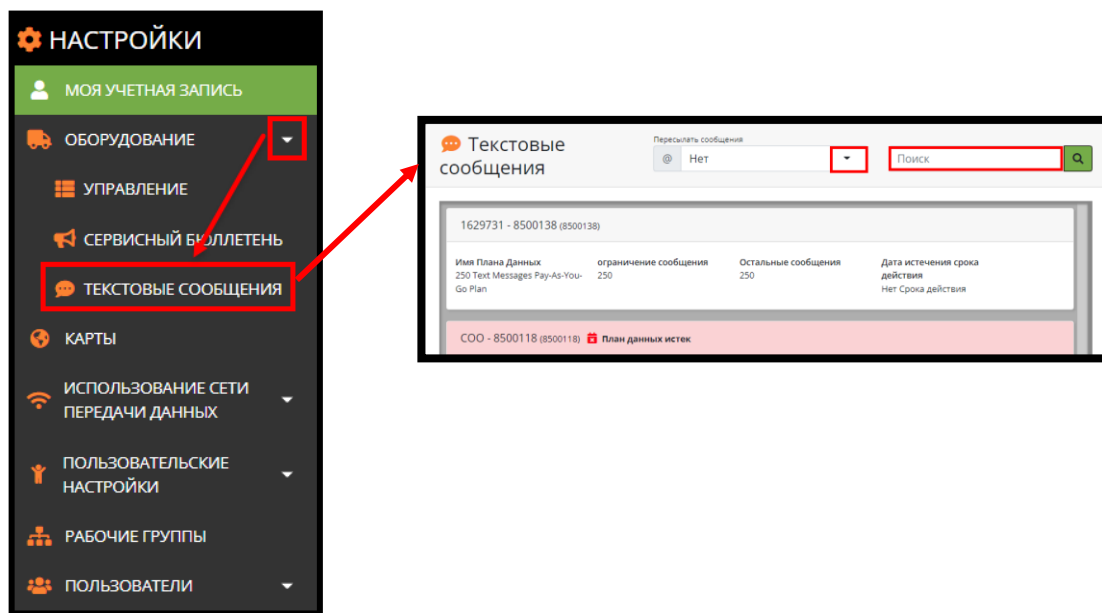 НАСТРОЙКИ
МОЯ УЧЕТНАЯ ЗАПИСЬ
ОБОРУДОВАНИЕ
УПРАВЛЕНИЕ
СЕРВИСНЫЙ БЮЛЛЕТЕНЬ
ТЕКСТОВЫЕ СООБЩЕНИЯ
КАРТЫ
ИСПОЛЬЗОВАНИЕ СЕТИ
ПЕРЕДАЧИ ДАННЫХ
ПОЛЬЗОВАТЕЛЬСКИЕ
НАСТРОЙКИ
РАБОЧИЕ ГРУППЫ
ПОЛЬЗОВАТЕЛИ
Текстовые
сообщения
Пересылать сообщения
@ Нет
Поиск
1629731 - 8500138 (8500138)
Имя Плана Данных ограничение сообщения Остальные сообщения Дата истечения срока
действия
250 Text Messages Pay-As-You- 250 250
Go Plan Нет Срока действия
COO - 8500118 (8500118) План данных истек